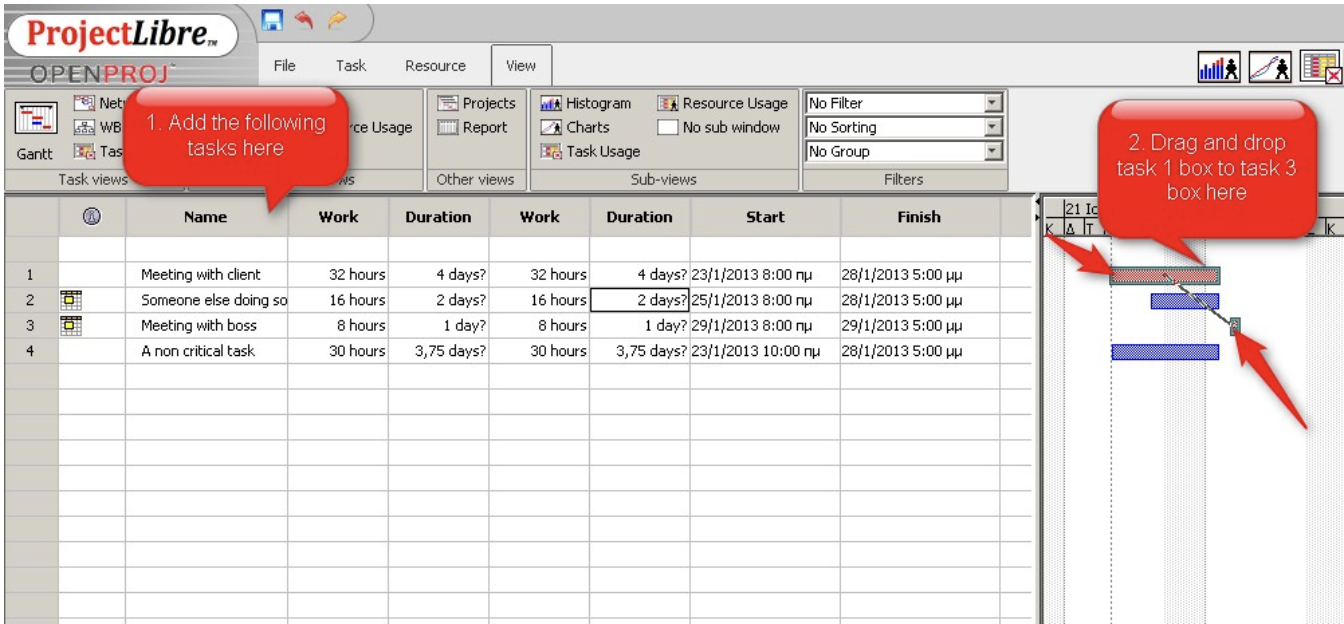 ProjectLibre™
OPENPROJ
File Task Resource View
1. Add the following
tasks here
2. Drag and drop
task 1 box to task 3
box here
Gantt
Projects
Report
Histogram
Charts
Task Usage
Resource Usage
No sub window
No Filter
No Sorting
No Group
Task views Other views Sub-views Filters
Name Work Duration Work Duration Start Finish
1 Meeting with client 32 hours 4 days? 32 hours 4 days? 23/1/2013 8:00 πμ 28/1/2013 5:00 μμ
2 Someone else doing so 16 hours 2 days? 16 hours 2 days? 25/1/2013 8:00 πμ 28/1/2013 5:00 μμ
3 Meeting with boss 8 hours 1 day? 8 hours 1 day? 29/1/2013 8:00 πμ 29/1/2013 5:00 μμ
4 A non critical task 30 hours 3,75 days? 30 hours 3,75 days? 23/1/2013 10:00 πμ 28/1/2013 5:00 μμ